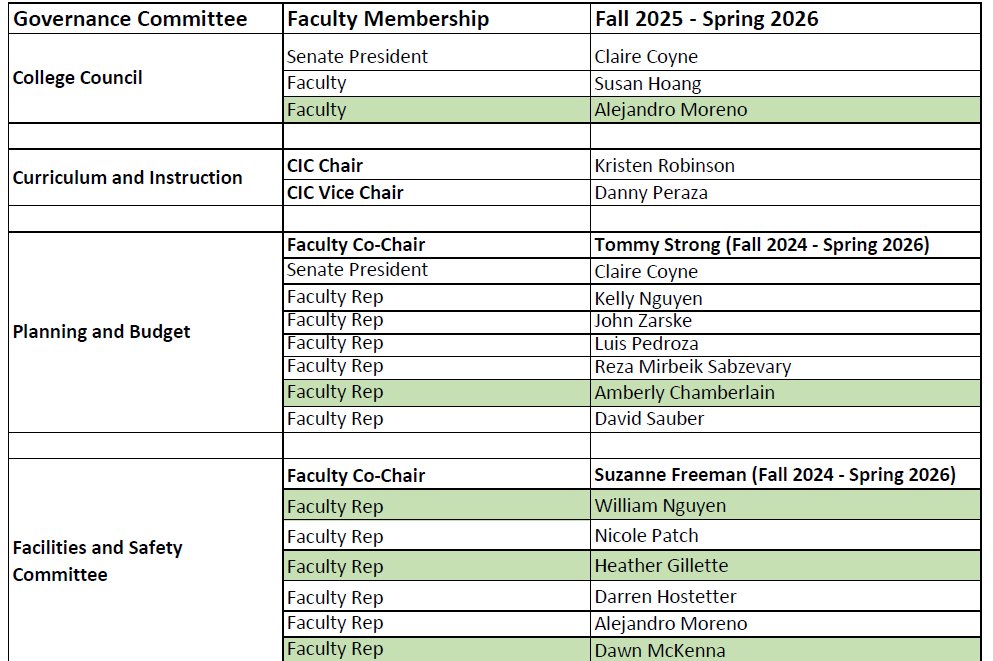 Governance Committee Faculty Membership Fall 2025 - Spring 2026
College Council
Senate President Claire Coyne
Faculty Susan Hoang
Faculty Alejandro Moreno
Curriculum and Instruction
CIC Chair Kristen Robinson
CIC Vice Chair Danny Peraza
Planning and Budget
Faculty Co-Chair Tommy Strong (Fall 2024 - Spring 2026)
Senate President Claire Coyne
Faculty Rep Kelly Nguyen
Faculty Rep John Zarske
Faculty Rep Luis Pedroza
Faculty Rep Reza Mirbeik Sabzevary
Faculty Rep Amberly Chamberlain
Faculty Rep David Sauber
Facilities and Safety
Committee
Faculty Co-Chair Suzanne Freeman (Fall 2024 - Spring 2026)
Faculty Rep William Nguyen
Faculty Rep Nicole Patch
Faculty Rep Heather Gillette
Faculty Rep Darren Hostetter
Faculty Rep Alejandro Moreno
Faculty Rep Dawn McKenna